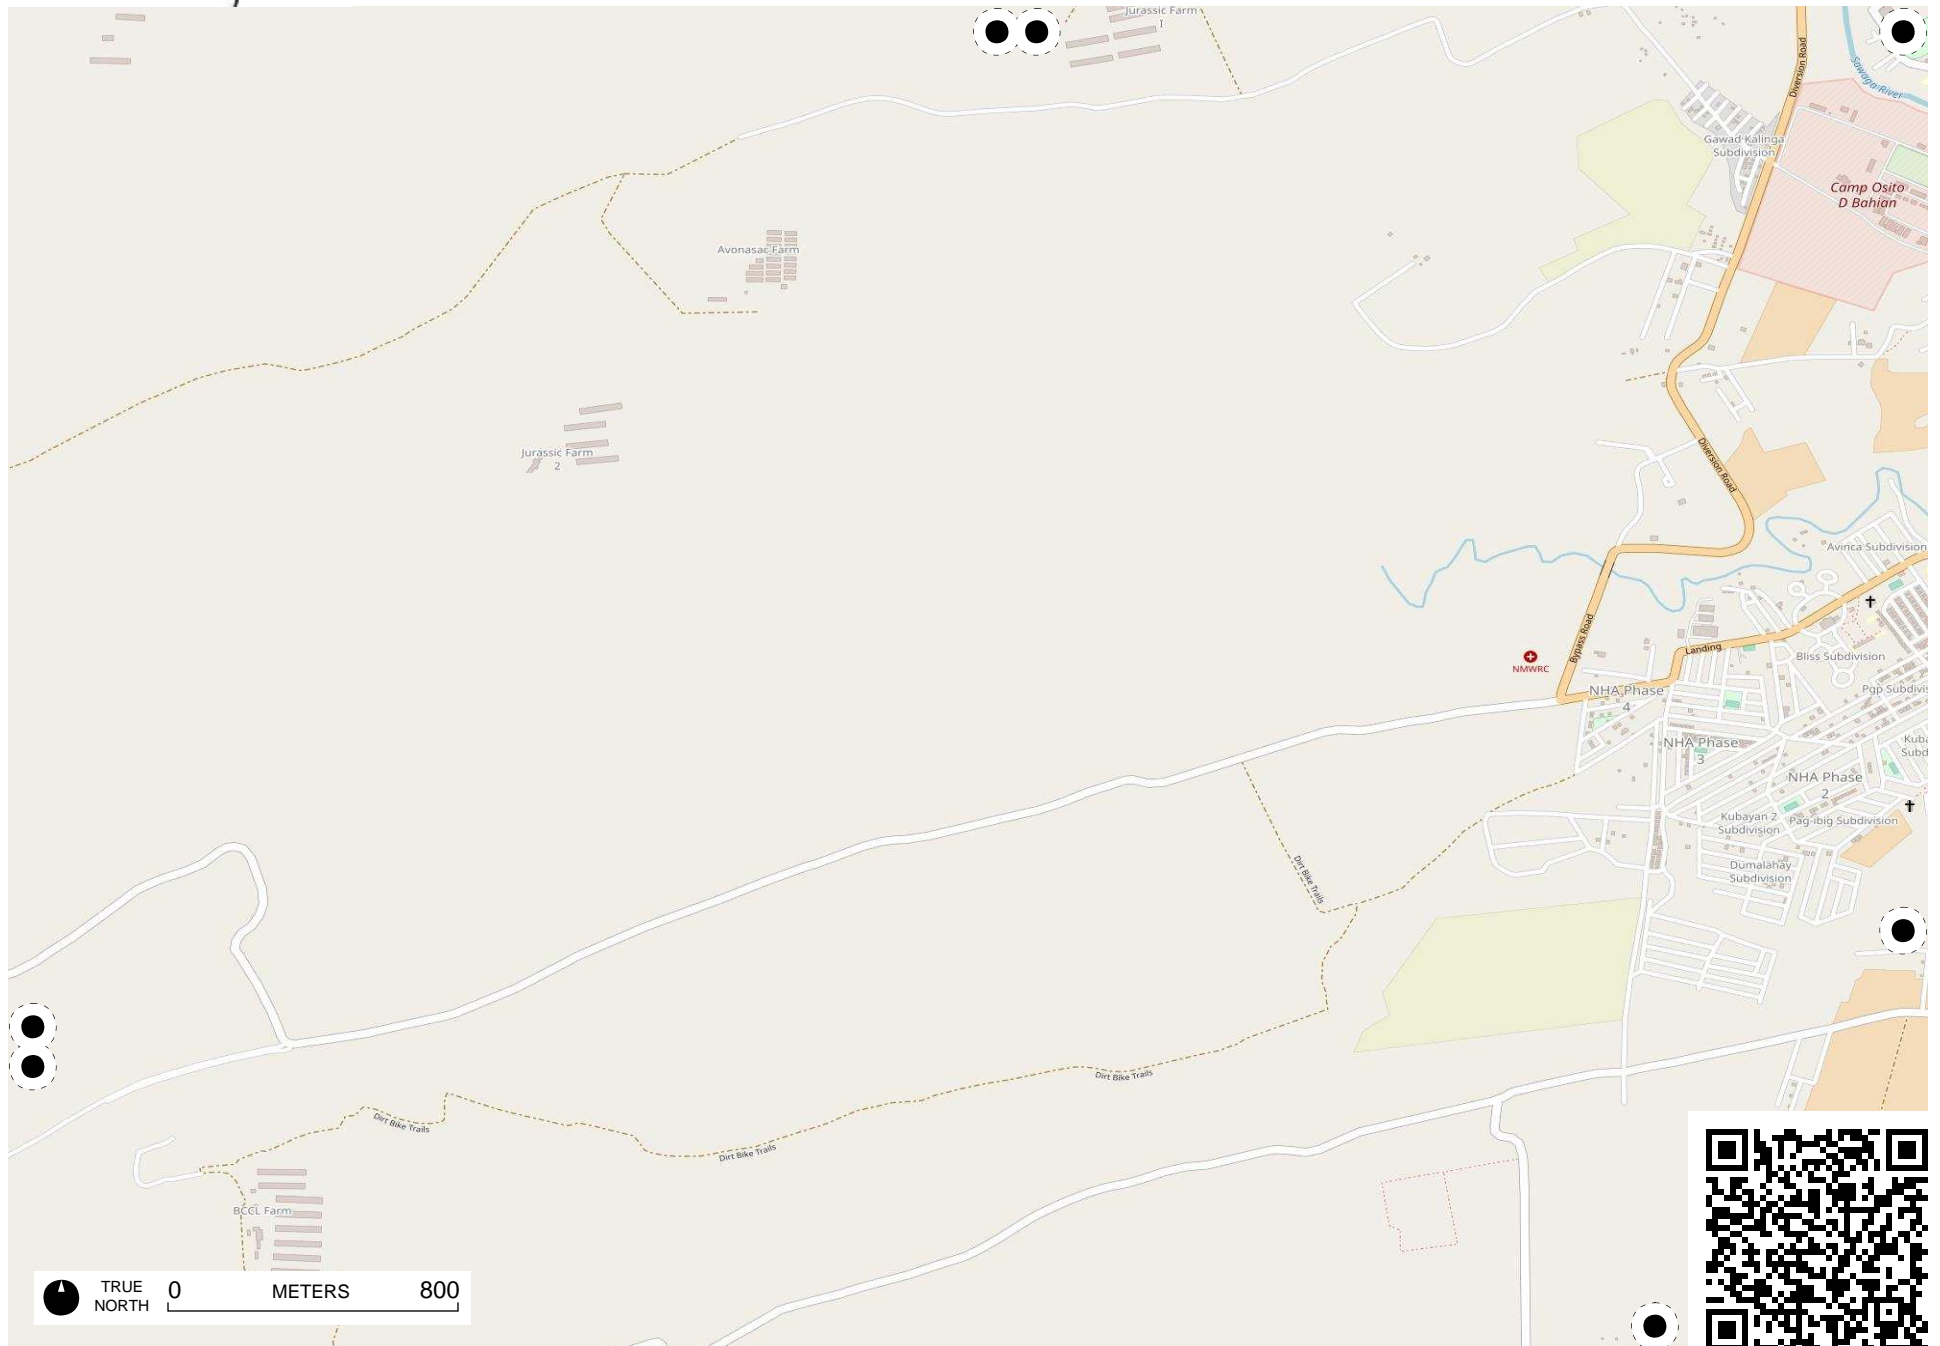 Jurassic Farm
I
Diversion Road
Sawaga River
Gawad Kalinga
Subdivision
Camp Osito
D Bahian
Avonasac Farm
Jurassic Farm
2
Diversion Road
Avinca Subdivision
Bypass Road
Landing
NMWRC
Bliss Subdivision
NHA Phase
4
Pgp Subdivis
NHA Phase
3
Kuba
Subd
NHA Phase
2
Kubayan 2
Subdivision
Pag-ibig Subdivision
Dumalahay
Subdivision
Dirt Bike Trails
Dirt Bike Trails
Dirt Bike Trails
Dirt Bike Trails
BCCL Farm
TRUE
NORTH
0 METERS 800